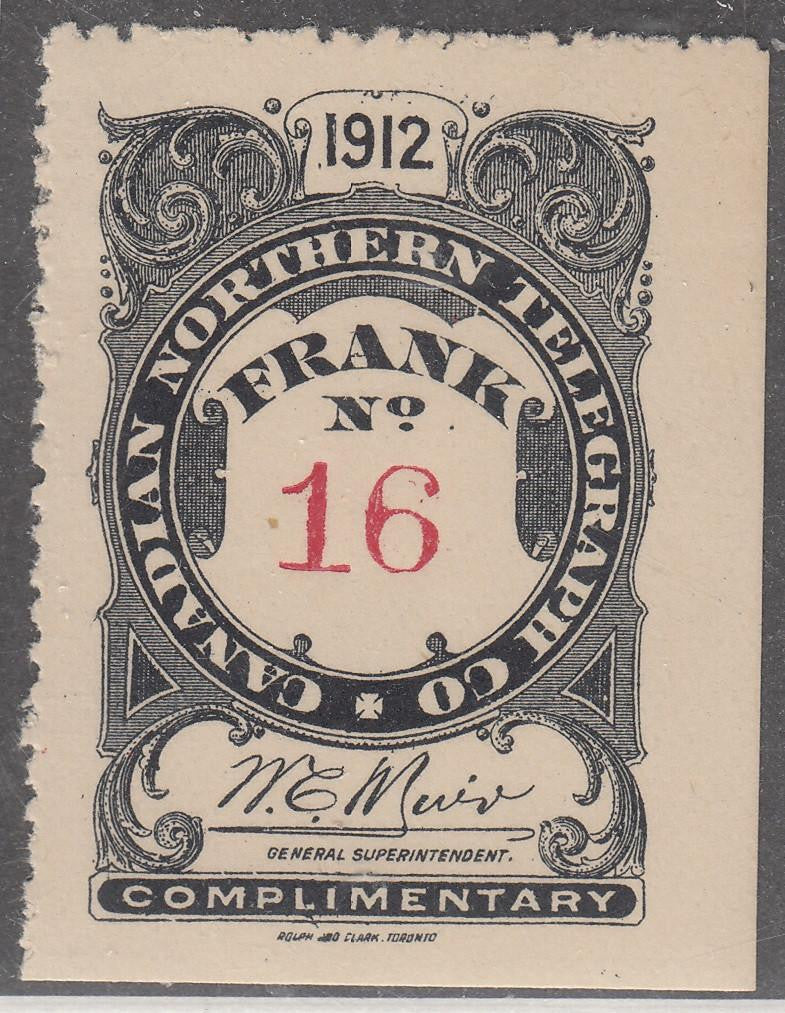 1912
CANADIAN NORTHERN TELEGRAPH CO
FRANK
No.
16
W. C. Muir
GENERAL SUPERINTENDENT.
COMPLIMENTARY
ROLPH AND CLARK. TORONTO